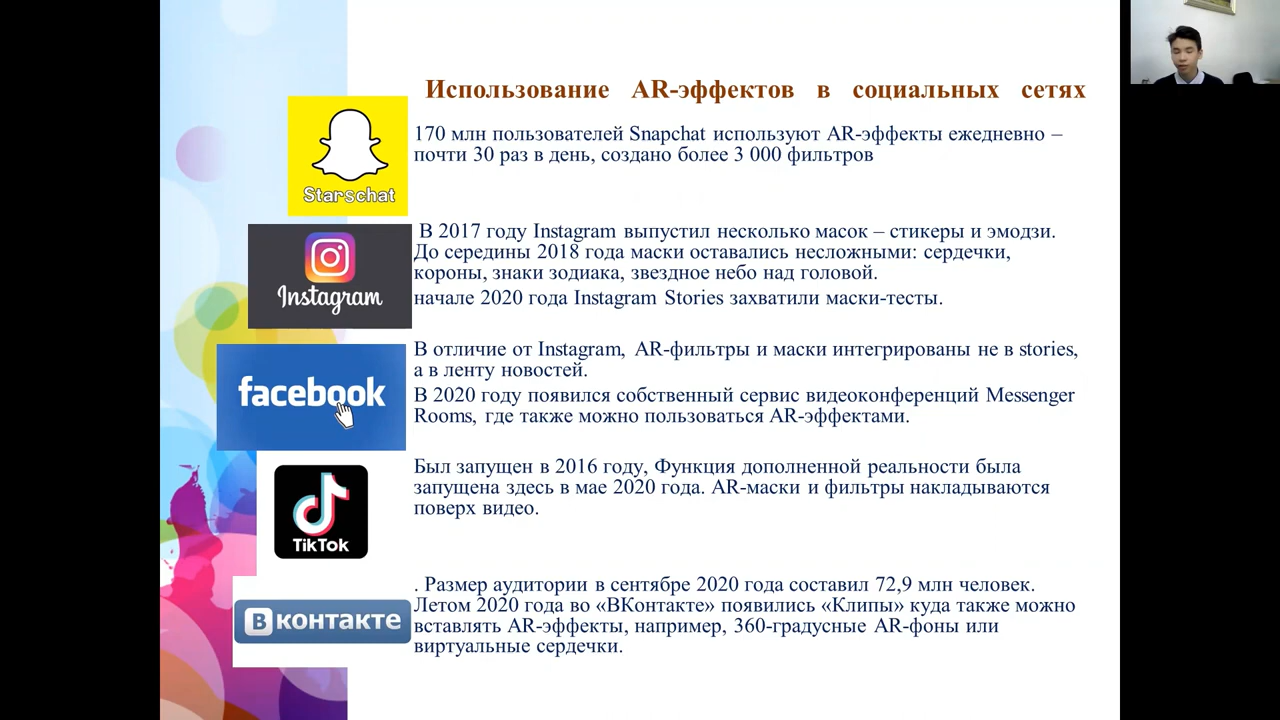 Использование AR-эффектов в социальных сетях
170 млн пользователей Snapchat используют AR-эффекты ежедневно –
почти 30 раз в день, создано более 3 000 фильтров
Starschat
В 2017 году Instagram выпустил несколько масок – стикеры и эмодзи.
До середины 2018 года маски оставались несложными: сердечки,
короны, знаки зодиака, звездное небо над головой.
начале 2020 года Instagram Stories захватили маски-тесты.
Instagram
В отличие от Instagram, AR-фильтры и маски интегрированы не в stories,
а в ленту новостей.
В 2020 году появился собственный сервис видеоконференций Messenger
Rooms, где также можно пользоваться AR-эффектами.
facebook
Был запущен в 2016 году, Функция дополненной реальности была
запущена здесь в мае 2020 года. AR-маски и фильтры накладываются
поверх видео.
TikTok
. Размер аудитории в сентябре 2020 года составил 72,9 млн человек.
Летом 2020 года во «ВКонтакте» появились «Клипы» куда также можно
вставлять AR-эффекты, например, 360-градусные AR-фоны или
виртуальные сердечки.
В контакте